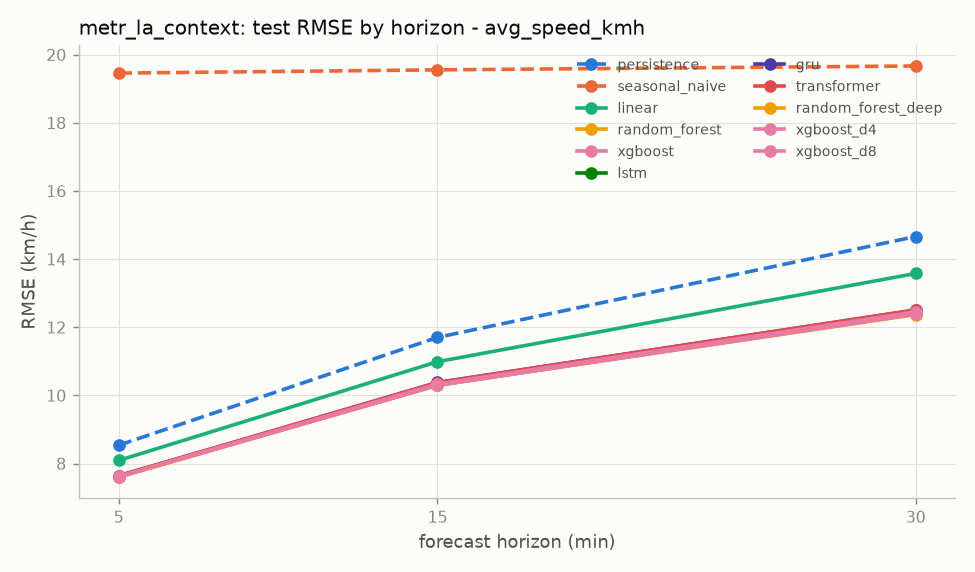 metr_la_context: test RMSE by horizon - avg_speed_kmh
20
18
16
14
12
10
8
RMSE (km/h)
persistence
seasonal_naive
linear
random_forest
xgboost
lstm
gru
transformer
random_forest_deep
xgboost_d4
xgboost_d8
5
15
30
forecast horizon (min)